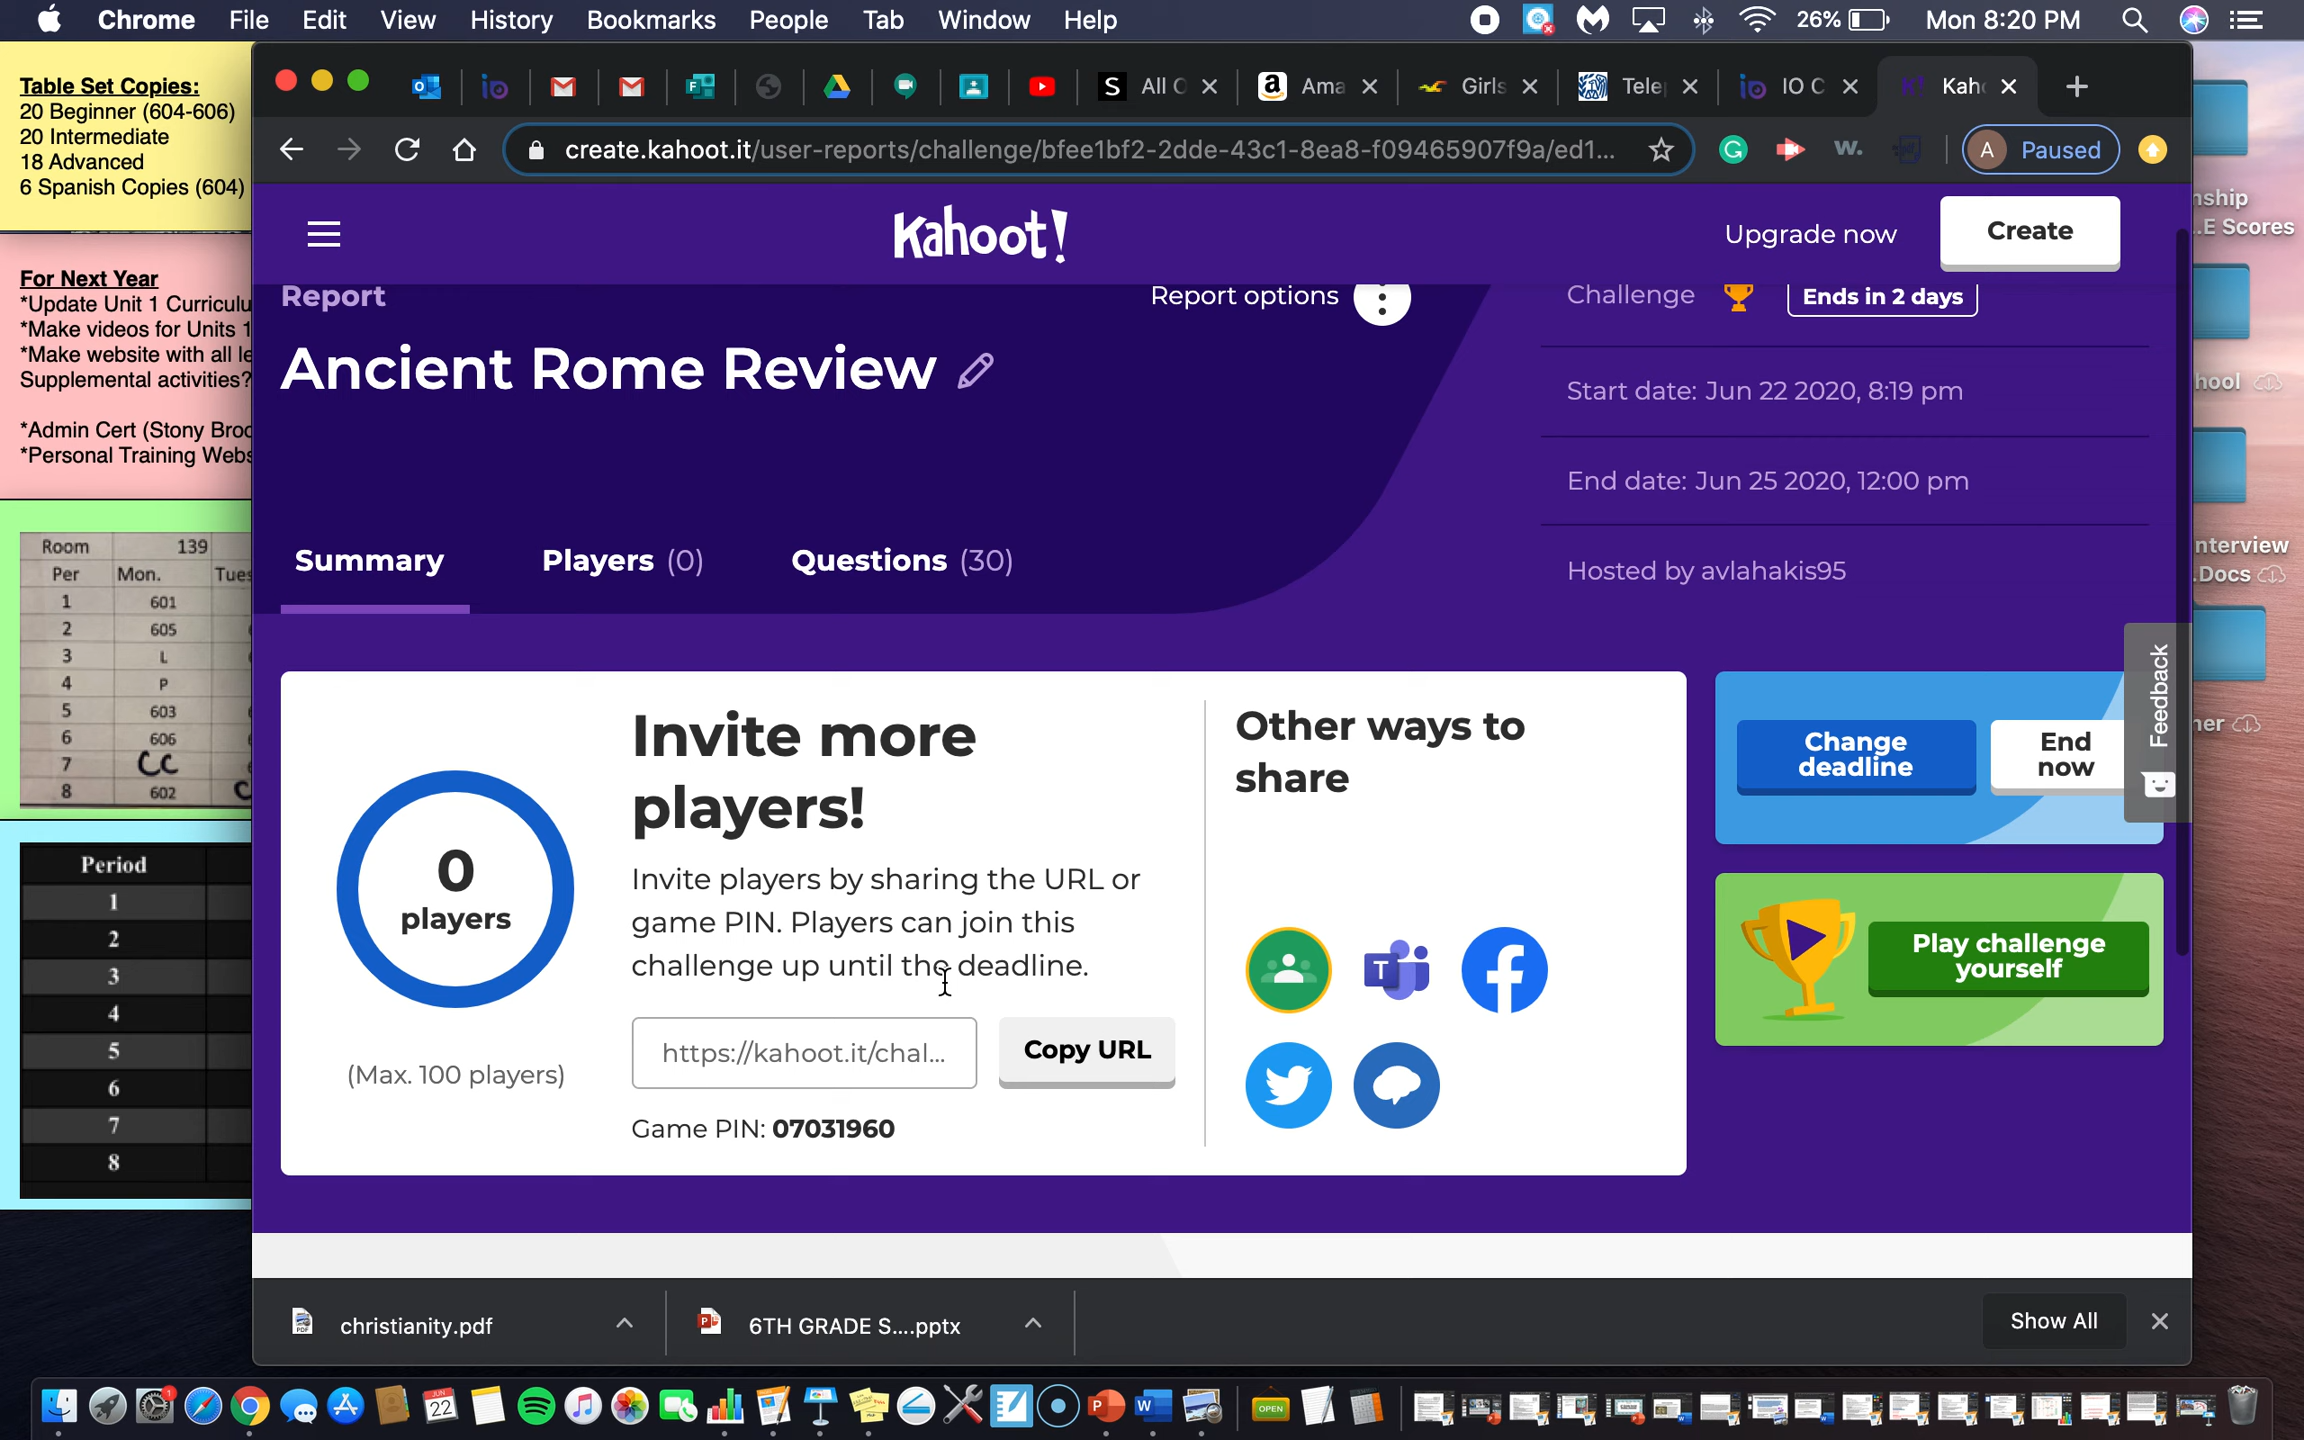 Chrome File Edit View History Bookmarks People Tab Window Help 26% Mon 8:20 PM
Table Set Copies:
20 Beginner (604-606)
20 Intermediate
18 Advanced
6 Spanish Copies (604)
For Next Year
*Update Unit 1
*Make videos for Units 1
*Make website with all
Supplemental activities?
*Admin Cert (Stony
*Personal Training
Room 139
Per Mon.
1 601
2 605
3 L
4 P
5 603
6 606
7 CC
8 602
Period
1
2
3
4
5
6
7
8
All Ama Girls Tele IO C Kah
create.kahoot.it/user-reports/challenge/bfee1bf2-2dde-43c1-8ea8-f09465907f9a/ed1...
W. A Paused
Kahoot!
Upgrade now
Create
Report
Report options
Ancient Rome Review
Challenge
Ends in 2 days
Start date: Jun 22 2020, 8:19 pm
End date: Jun 25 2020, 12:00 pm
Hosted by avlahakis95
Summary Players (0) Questions (30)
0
players
(Max. 100 players)
Invite more
players!
Invite players by sharing the URL or
game PIN. Players can join this
challenge up until the deadline.
https://kahoot.it/chal...
Copy URL
Game PIN: 07031960
Other ways to
share
Change
deadline
End
now
Play challenge
yourself
Feedback
christianity.pdf
6TH GRADE S....pptx
Show All
nship
..E Scores
hool
nterview
.Docs
ner
JUN
22
OPEN